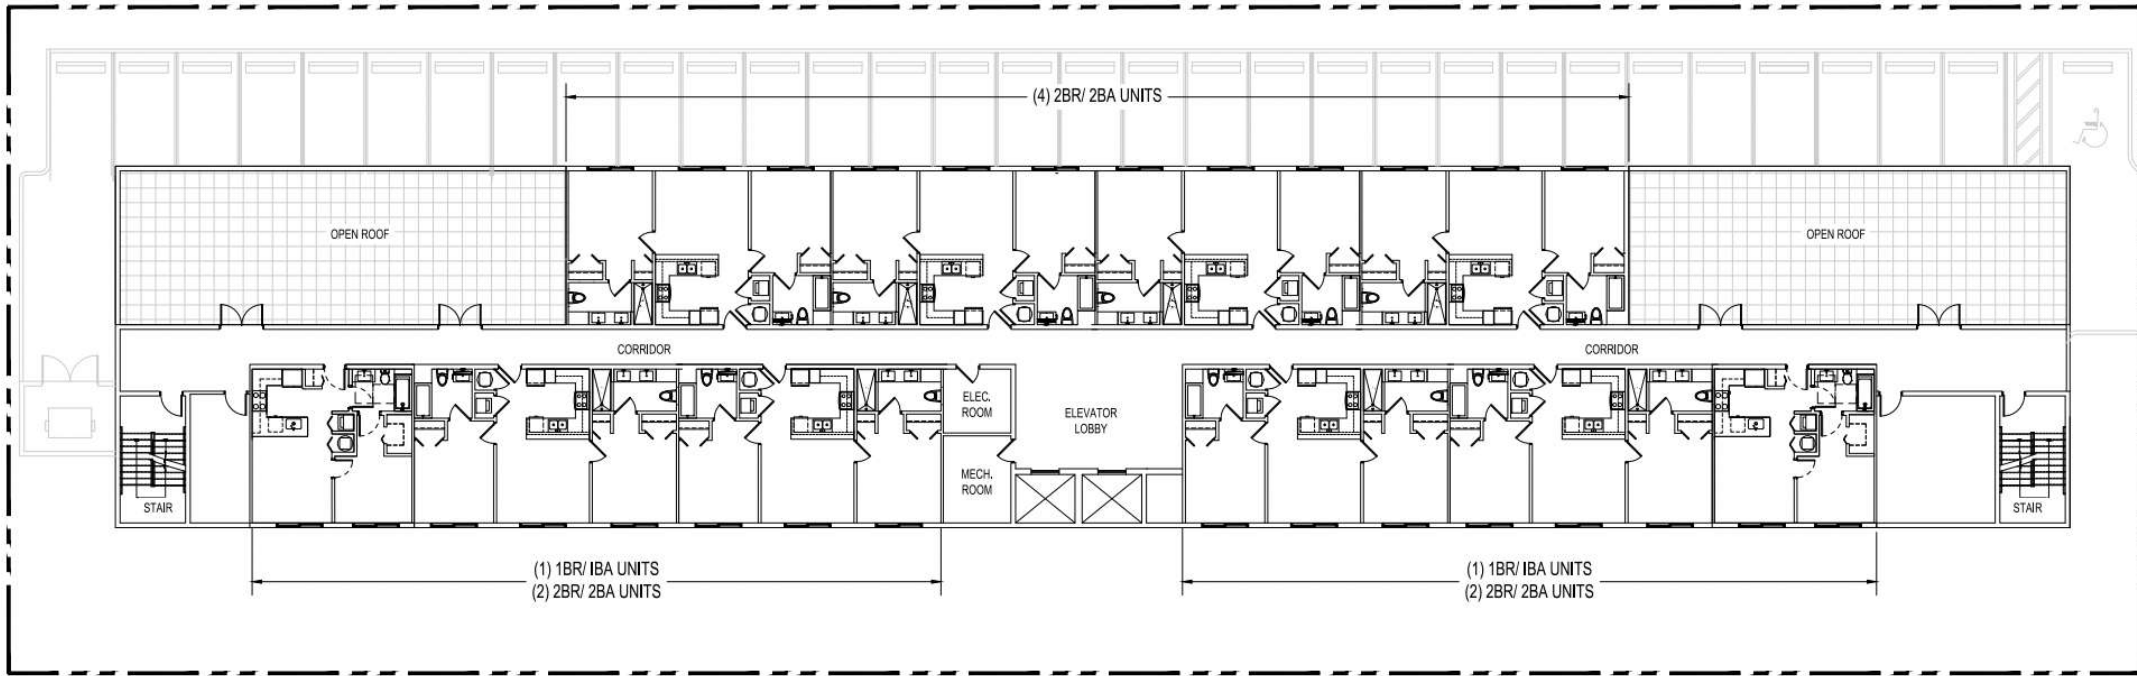 (4) 2BR/ 2BA UNITS
OPEN ROOF
OPEN ROOF
CORRIDOR
CORRIDOR
ELEC.
ROOM
ELEVATOR
LOBBY
MECH.
ROOM
STAIR
STAIR
(1) 1BR/ IBA UNITS
(2) 2BR/ 2BA UNITS
(1) 1BR/ IBA UNITS
(2) 2BR/ 2BA UNITS